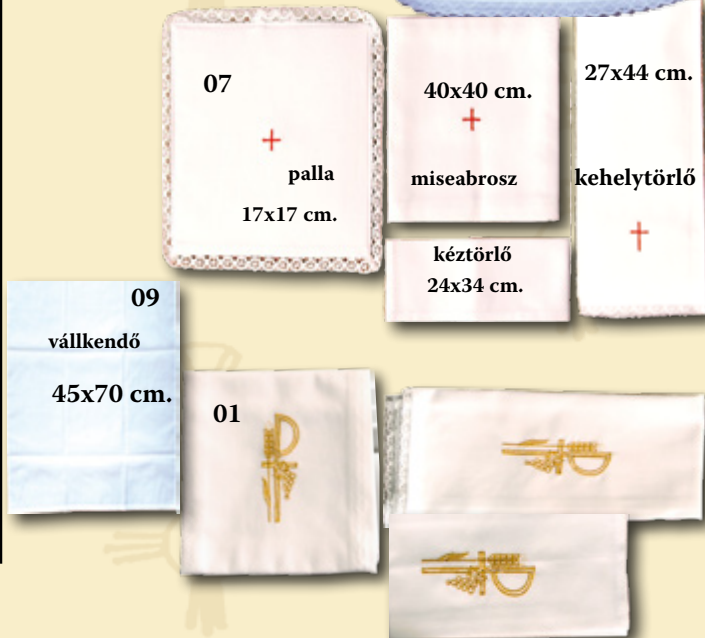 07
palla
17x17 cm.
40x40 cm.
miseabrosz
27x44 cm.
kehelytörlő
kéztörlő
24x34 cm.
09
vállkendő
45x70 cm.
01